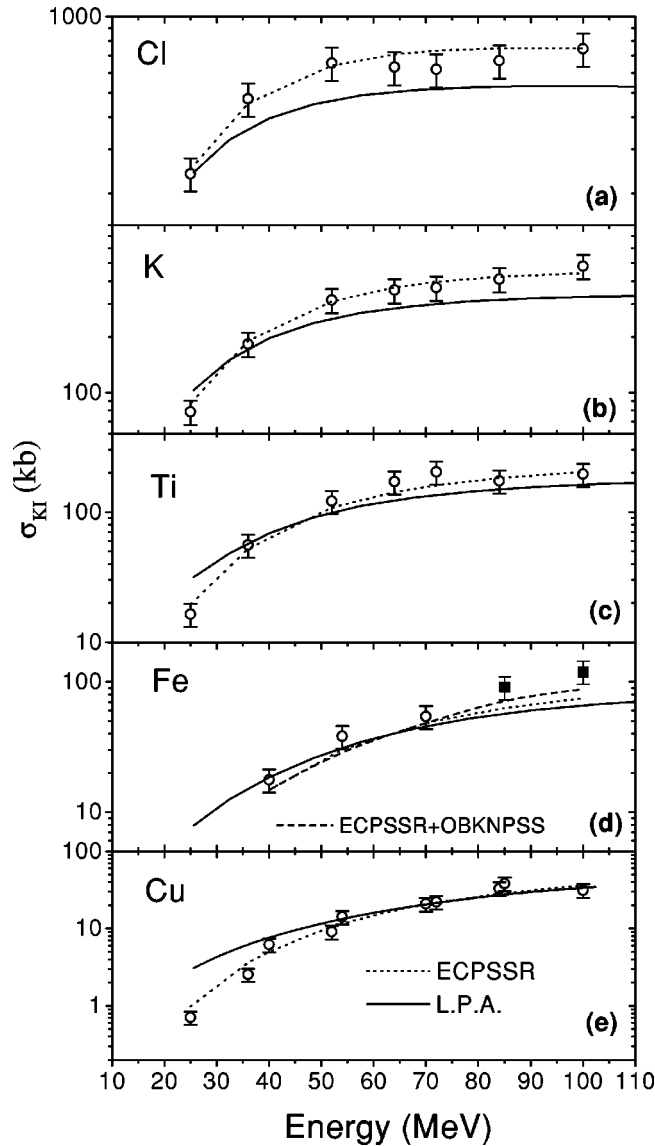 1000
Cl
(a)
K
100
(b)
Ti
100
(c)
10
Fe
100
10
ECPSSR+OBKNPSS
(d)
100
Cu
10
ECPSSR
L.P.A.
1
(e)
10 20 30 40 50 60 70 80 90 100 110
Energy (MeV)
σKI (kb)